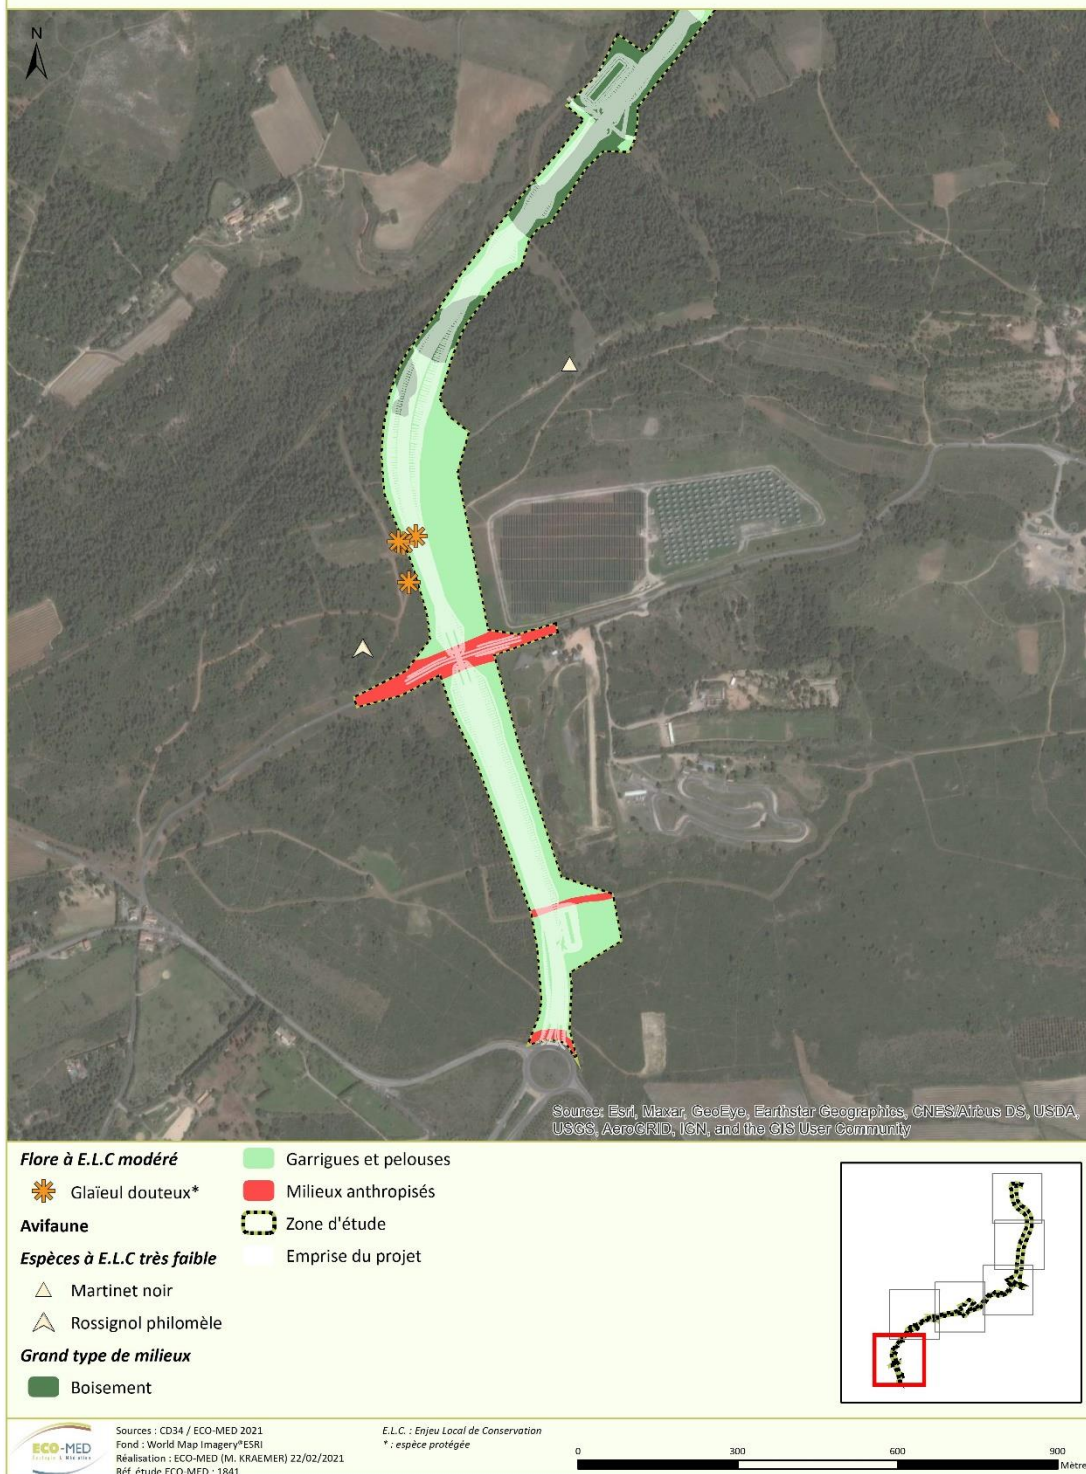 N
Source: Esri, Maxar, GeoEye, Earthstar Geographics, CNES/Airbus DS, USDA,
USGS, AeroGRID, IGN, and the GIS User Community
Flore à E.L.C modéré
Glaïeul douteux*
Avifaune
Espèces à E.L.C très faible
Martinet noir
Rossignol philomèle
Grand type de milieu
Boisement
Garrigues et pelouses
Milieux anthropisés
Zone d'étude
Emprise du projet
ECO-MED
Sources : CD34 / ECO-MED 2021
Fond : World Map Imagery®ESRI
Réalisation : ECO-MED (M. KRAEMER) 22/02/2021
Réf. étude ECO-MED : 1841
E.L.C. : Enjeu Local de Conservation
* : espèce protégée
0 300 600 900
Mètres